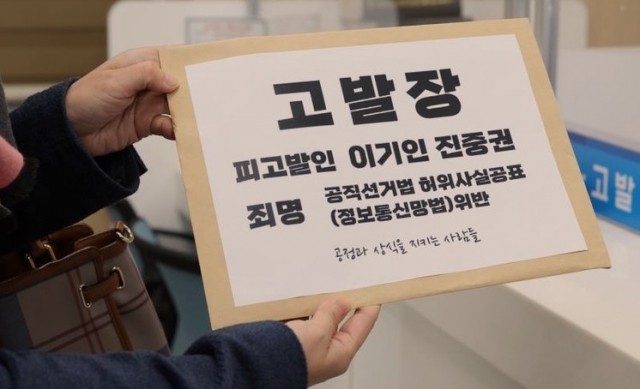 고발장
피고발인 이기인 진중권
죄명 공직선거법 허위사실공표
(정보통신망법)위반
공정과 상식을 지키는 사람들
고발